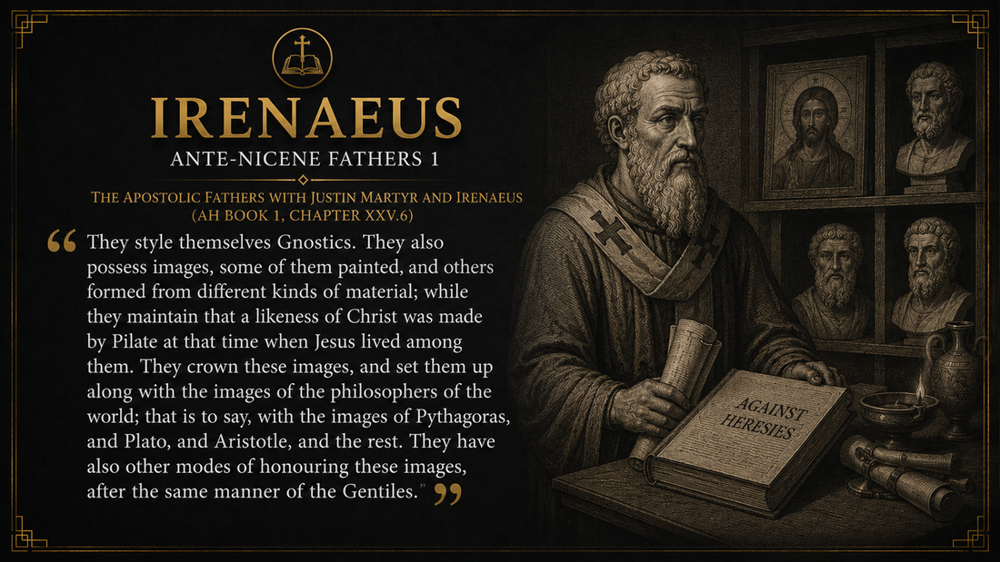 IRENAEUS
ANTE-NICENE FATHERS 1
THE APOSTOLIC FATHERS WITH JUSTIN MARTYR AND IRENAEUS
(AH BOOK 1, CHAPTER XXV.6)
“ They style themselves Gnostics. They also
possess images, some of them painted, and others
formed from different kinds of material; while
they maintain that a likeness of Christ was made
by Pilate at that time when Jesus lived among
them. They crown these images, and set them up
along with the images of the philosophers of the
world; that is to say, with the images of Pythagoras,
and Plato, and Aristotle, and the rest. They have
also other modes of honouring these images,
after the same manner of the Gentiles.” ”
AGAINST
HERESIES